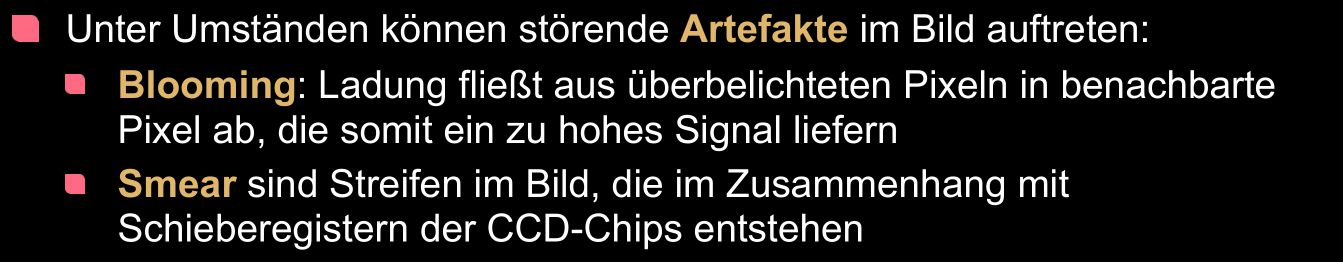 Unter Umständen können störende Artefakte im Bild auftreten:
Blooming: Ladung fließt aus überbelichteten Pixeln in benachbarte
Pixel ab, die somit ein zu hohes Signal liefern
Smear sind Streifen im Bild, die im Zusammenhang mit
Schieberegistern der CCD-Chips entstehen